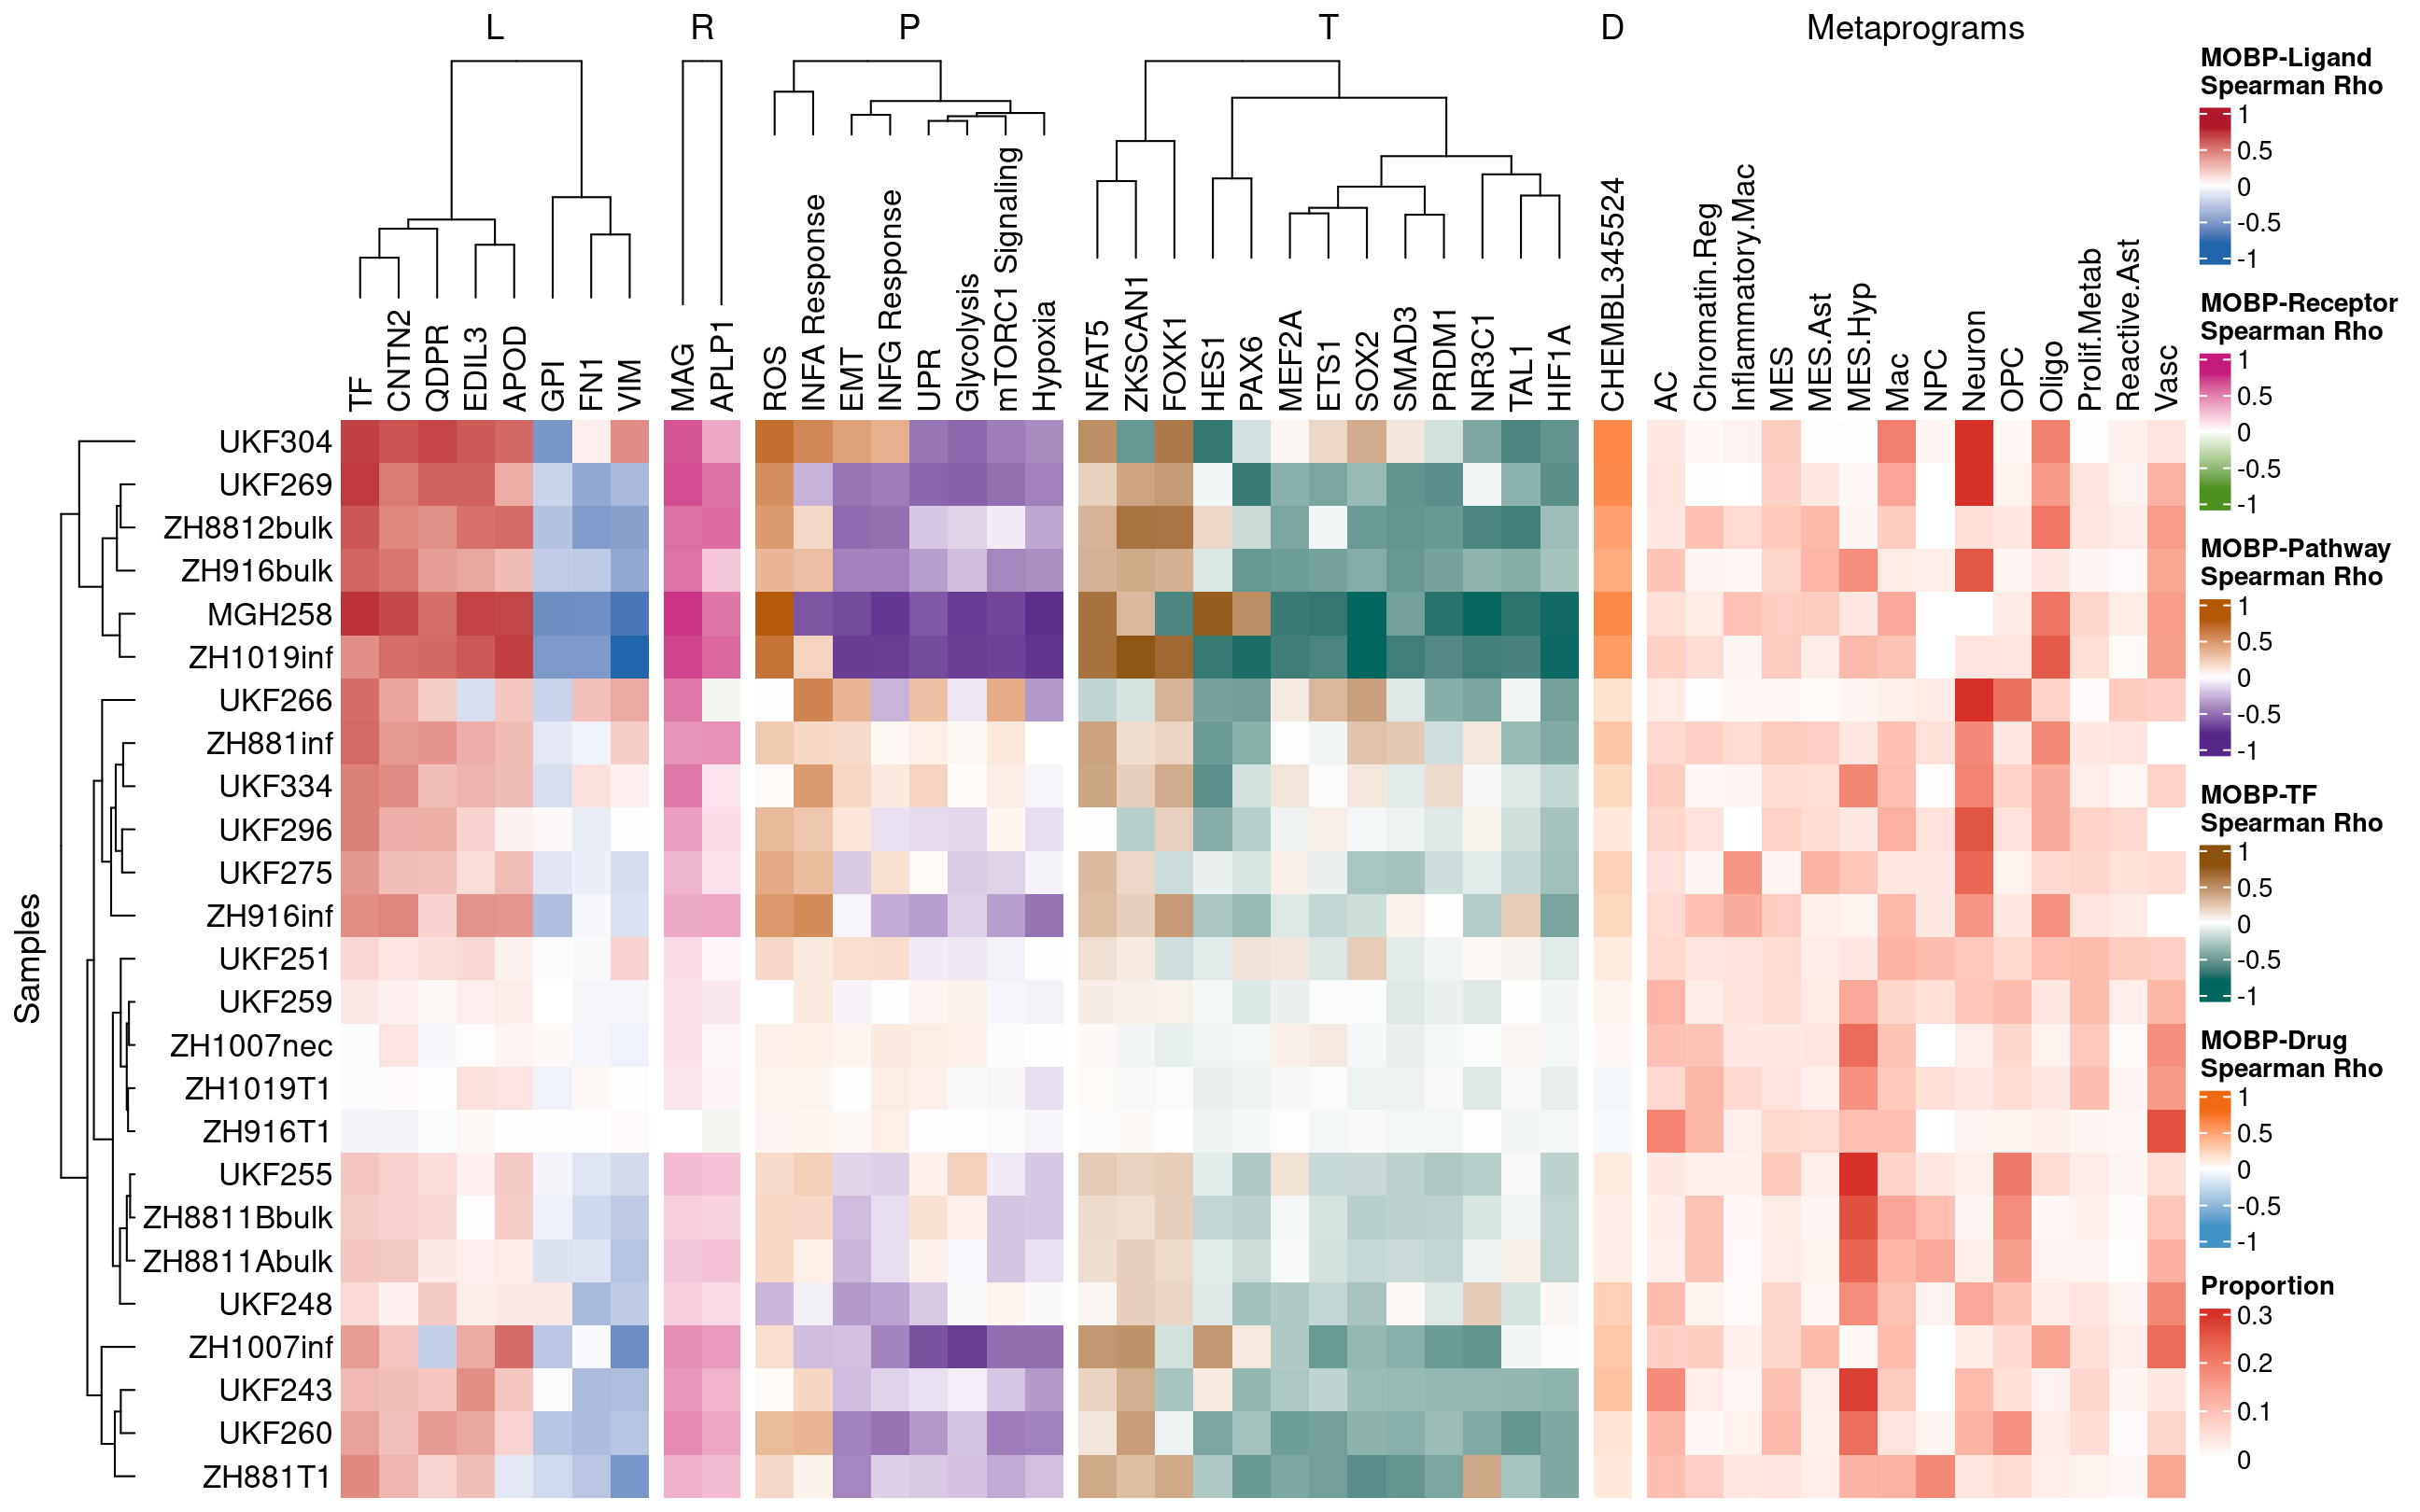 L R P T D Metaprograms
TF CNTN2 QDPR EDIL3 APOD GPI FN1 VIM
MAG APLP1
ROS INFA Response EMT INFG Response UPR Glycolysis mTORC1 Signaling Hypoxia
NFAT5 ZKSCAN1 FOXK1 HES1 PAX6 MEF2A ETS1 SOX2 SMAD3 PRDM1 NR3C1 TAL1 HIF1A
CHEMBL3455524
AC Chromatin.Reg Inflammatory.Mac MES MES.Ast MES.Hyp Mac NPC Neuron OPC Oligo Prolif.Metab Reactive.Ast Vasc
Samples
UKF304
UKF269
ZH8812bulk
ZH916bulk
MGH258
ZH1019inf
UKF266
ZH881inf
UKF334
UKF296
UKF275
ZH916inf
UKF251
UKF259
ZH1007nec
ZH1019T1
ZH916T1
UKF255
ZH8811Bbulk
ZH8811Abulk
UKF248
ZH1007inf
UKF243
UKF260
ZH881T1
MOBP-Ligand
Spearman Rho
1
0.5
0
-0.5
-1
MOBP-Receptor
Spearman Rho
1
0.5
0
-0.5
-1
MOBP-Pathway
Spearman Rho
1
0.5
0
-0.5
-1
MOBP-TF
Spearman Rho
1
0.5
0
-0.5
-1
MOBP-Drug
Spearman Rho
1
0.5
0
-0.5
-1
Proportion
0.3
0.2
0.1
0